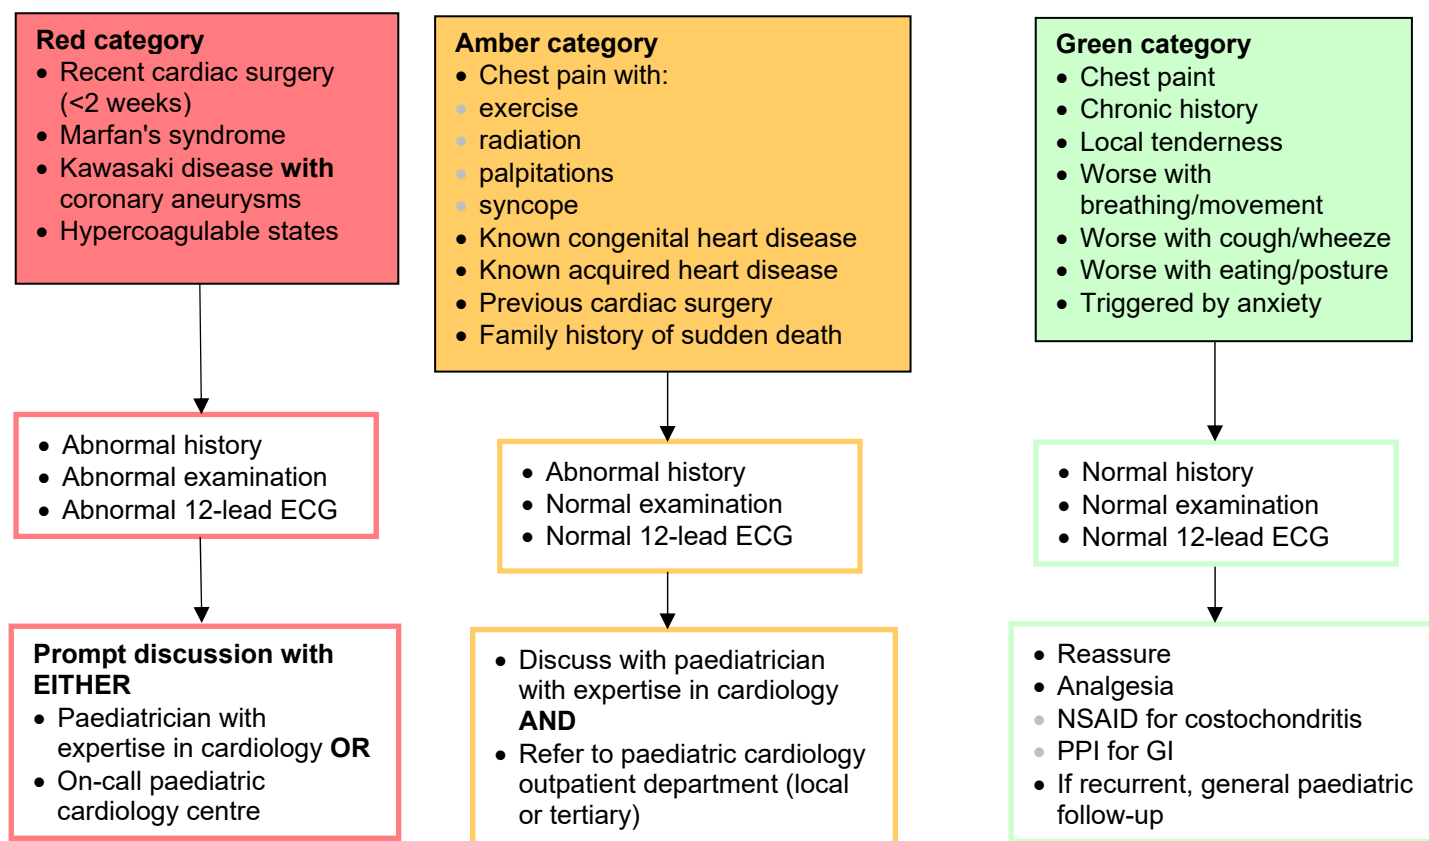 Red category
• Recent cardiac surgery
(<2 weeks)
• Marfan's syndrome
• Kawasaki disease with
coronary aneurysms
• Hypercoagulable states
• Abnormal history
• Abnormal examination
• Abnormal 12-lead ECG
Prompt discussion with
EITHER
• Paediatrician with
expertise in cardiology OR
• On-call paediatric
cardiology centre
Amber category
• Chest pain with:
• exercise
• radiation
• palpitations
• syncope
• Known congenital heart disease
• Known acquired heart disease
• Previous cardiac surgery
• Family history of sudden death
• Abnormal history
• Normal examination
• Normal 12-lead ECG
• Discuss with paediatrician
with expertise in cardiology
AND
• Refer to paediatric cardiology
outpatient department (local
or tertiary)
Green category
• Chest paint
• Chronic history
• Local tenderness
• Worse with
breathing/movement
• Worse with cough/wheeze
• Worse with eating/posture
• Triggered by anxiety
• Normal history
• Normal examination
• Normal 12-lead ECG
• Reassure
• Analgesia
• NSAID for costochondritis
• PPI for GI
• If recurrent, general paediatric
follow-up